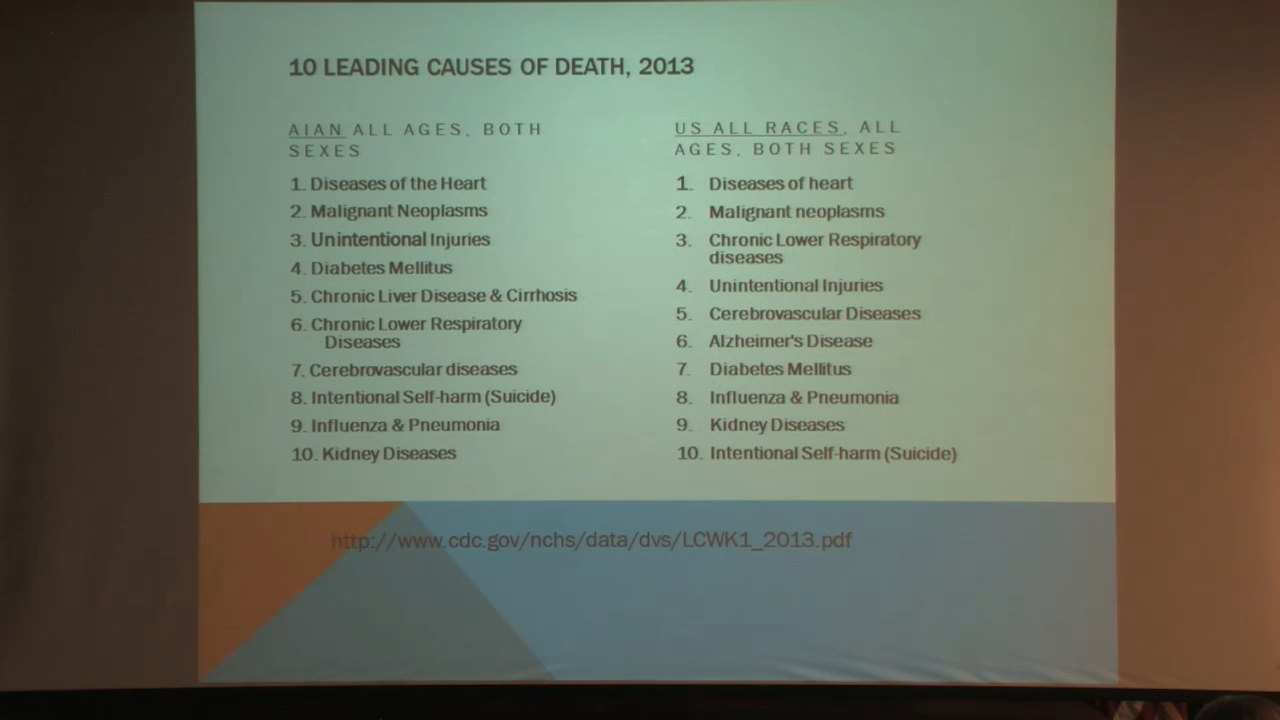 10 LEADING CAUSES OF DEATH, 2013
AIAN ALL AGES, BOTH
SEXES
1. Diseases of the Heart
2. Malignant Neoplasms
3. Unintentional Injuries
4. Diabetes Mellitus
5. Chronic Liver Disease & Cirrhosis
6. Chronic Lower Respiratory
Diseases
7. Cerebrovascular diseases
8. Intentional Self-harm (Suicide)
9. Influenza & Pneumonia
10. Kidney Diseases
US ALL RACES, ALL
AGES, BOTH SEXES
1. Diseases of heart
2. Malignant neoplasms
3. Chronic Lower Respiratory
diseases
4. Unintentional Injuries
5. Cerebrovascular Diseases
6. Alzheimer's Disease
7. Diabetes Mellitus
8. Influenza & Pneumonia
9. Kidney Diseases
10. Intentional Self-harm (Suicide)
http://www.cdc.gov/nchs/data/dvs/LCWK1_2013.pdf